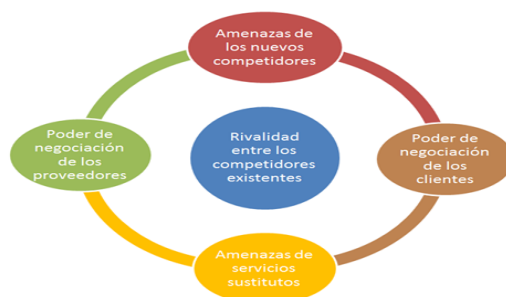 Amenazas de
los nuevos
competidores
Poder de
negociación
de los
proveedores
Rivalidad
entre los
competidores
existentes
Poder de
negociación
de los
clientes
Amenazas de
servicios
sustitutos